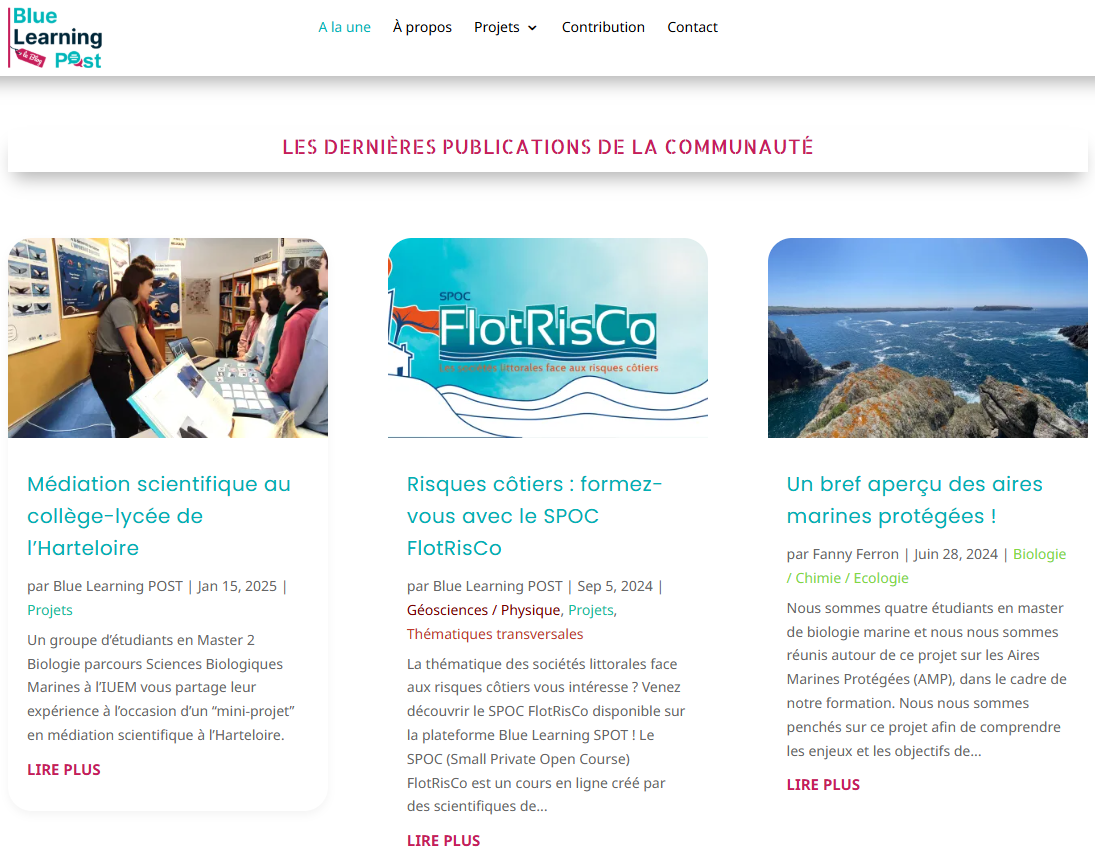 Blue
Learning
le Blog
Post
A la une
À propos
Projets
Contribution
Contact
LES DERNIÈRES PUBLICATIONS DE LA COMMUNAUTÉ
SPOC
FlotRisCo
Les sociétés littorales face aux risques côtiers
Médiation scientifique au
collège-lycée de
l’Harteloire
par Blue Learning POST | Jan 15, 2025 |
Projets
Un groupe d’étudiants en Master 2
Biologie parcours Sciences Biologiques
Marines à l’IUEM vous partage leur
expérience à l’occasion d’un “mini-projet”
en médiation scientifique à l’Harteloire.
LIRE PLUS
Risques côtiers : formez-
vous avec le SPOC
FlotRisCo
par Blue Learning POST | Sep 5, 2024 |
Géosciences / Physique, Projets,
Thématiques transversales
La thématique des sociétés littorales face
aux risques côtiers vous intéresse ? Venez
découvrir le SPOC FlotRisCo disponible sur
la plateforme Blue Learning SPOT ! Le
SPOC (Small Private Open Course)
FlotRisCo est un cours en ligne créé par
des scientifiques de...
LIRE PLUS
Un bref aperçu des aires
marines protégées !
par Fanny Ferron | Juin 28, 2024 | Biologie
/ Chimie / Ecologie
Nous sommes quatre étudiants en master
de biologie marine et nous nous sommes
réunis autour de ce projet sur les Aires
Marines Protégées (AMP), dans le cadre de
notre formation. Nous nous sommes
penchés sur ce projet afin de comprendre
les enjeux et les objectifs de...
LIRE PLUS